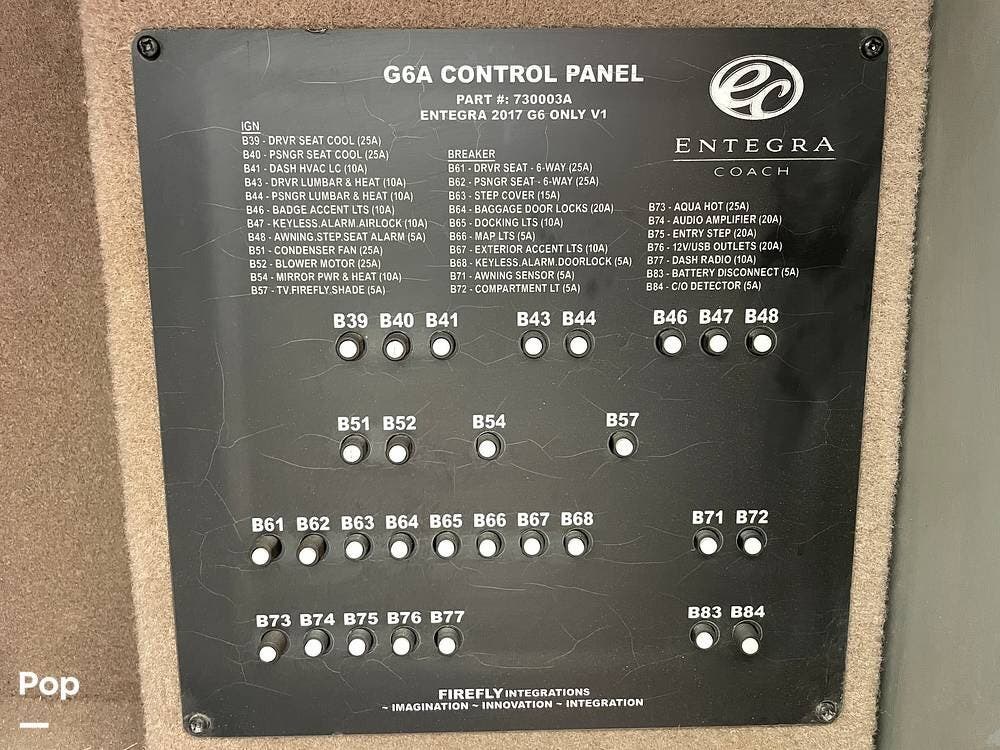 G6A CONTROL PANEL
PART #: 730003A
ENTEGRA 2017 G6 ONLY V1
ec
ENTEGRA
COACH
IGN
B39 - DRVR SEAT COOL (25A)
B40 - PSNGR SEAT COOL (25A)
B41 - DASH HVAC LC (10A)
B43 - DRVR LUMBAR & HEAT (10A)
B44 - PSNGR LUMBAR & HEAT (10A)
B46 - BADGE ACCENT LTS (10A)
B47 - KEYLESS.ALARM.AIRLOCK (10A)
B48 - AWNING.STEP.SEAT ALARM (5A)
B51 - CONDENSER FAN (25A)
B52 - BLOWER MOTOR (25A)
B54 - MIRROR PWR & HEAT (10A)
B57 - TV.FIREFLY.SHADE (5A)
BREAKER
B61 - DRVR SEAT - 6-WAY (25A)
B62 - PSNGR SEAT - 6-WAY (25A)
B63 - STEP COVER (15A)
B64 - BAGGAGE DOOR LOCKS (20A)
B65 - DOCKING LTS (10A)
B66 - MAP LTS (5A)
B67 - EXTERIOR ACCENT LTS (10A)
B68 - KEYLESS.ALARM.DOORLOCK (5A)
B71 - AWNING SENSOR (5A)
B72 - COMPARTMENT LT (5A)
B73 - AQUA HOT (25A)
B74 - AUDIO AMPLIFIER (20A)
B75 - ENTRY STEP (20A)
B76 - 12V/USB OUTLETS (20A)
B77 - DASH RADIO (10A)
B83 - BATTERY DISCONNECT (5A)
B84 - C/O DETECTOR (5A)
B39 B40 B41 B43 B44 B46 B47 B48
B51 B52 B54 B57
B61 B62 B63 B64 B65 B66 B67 B68 B71 B72
B73 B74 B75 B76 B77 B83 B84
FIREFLY INTEGRATIONS
~ IMAGINATION ~ INNOVATION ~ INTEGRATION
Pop